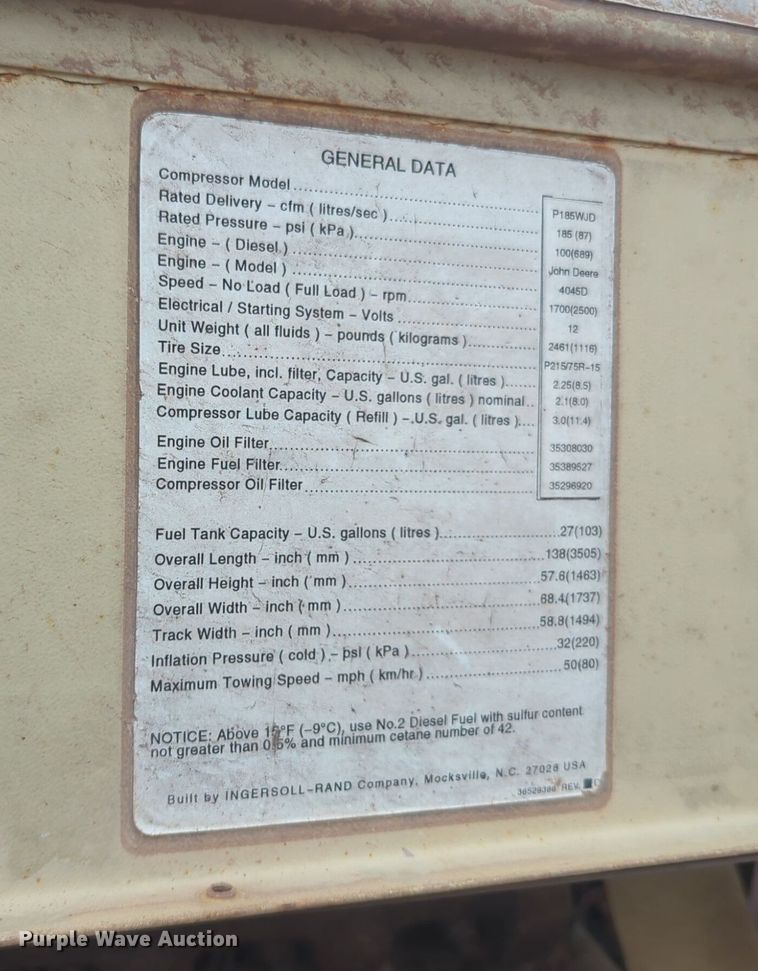 GENERAL DATA
Compressor Model P185WJD
Rated Delivery – cfm ( litres/sec ) 185 (87)
Rated Pressure – psi ( kPa ) 100(689)
Engine – ( Diesel ) John Deere
Engine – ( Model ) 4045D
Speed – No Load ( Full Load ) – rpm 1700(2500)
Electrical / Starting System – Volts 12
Unit Weight ( all fluids ) – pounds ( kilograms ) 2461(1116)
Tire Size P215/75R–15
Engine Lube, incl. filter, Capacity – U.S. gal. ( litres ) 2.25(8.5)
Engine Coolant Capacity – U.S. gallons ( litres ) nominal 2.1(8.0)
Compressor Lube Capacity ( Refill ) – U.S. gal. ( litres ) 3.0(11.4)
Engine Oil Filter 35308030
Engine Fuel Filter 35389527
Compressor Oil Filter 35296920
Fuel Tank Capacity – U.S. gallons ( litres ) 27(103)
Overall Length – inch ( mm ) 138(3505)
Overall Height – inch ( mm ) 57.6(1463)
Overall Width – inch ( mm ) 68.4(1737)
Track Width – inch ( mm ) 58.8(1494)
Inflation Pressure ( cold ) – psi ( kPa ) 32(220)
Maximum Towing Speed – mph ( km/hr ) 50(80)
NOTICE: Above 15°F (–9°C), use No.2 Diesel Fuel with sulfur content
not greater than 0.5% and minimum cetane number of 42.
Built by INGERSOLL–RAND Company, Mocksville, N.C. 27028 USA
REV.
Purple Wave Auction